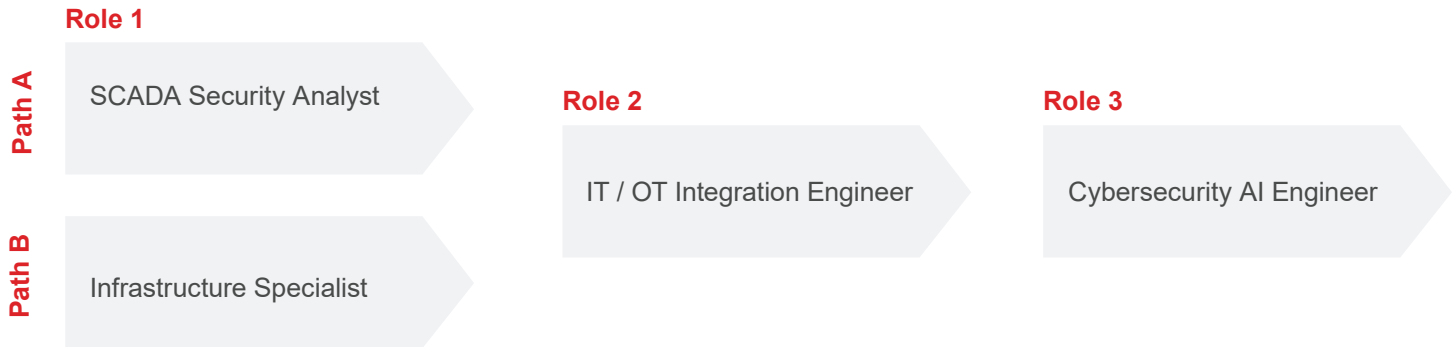 Role 1
Path A
SCADA Security Analyst
Path B
Infrastructure Specialist
Role 2
IT / OT Integration Engineer
Role 3
Cybersecurity AI Engineer